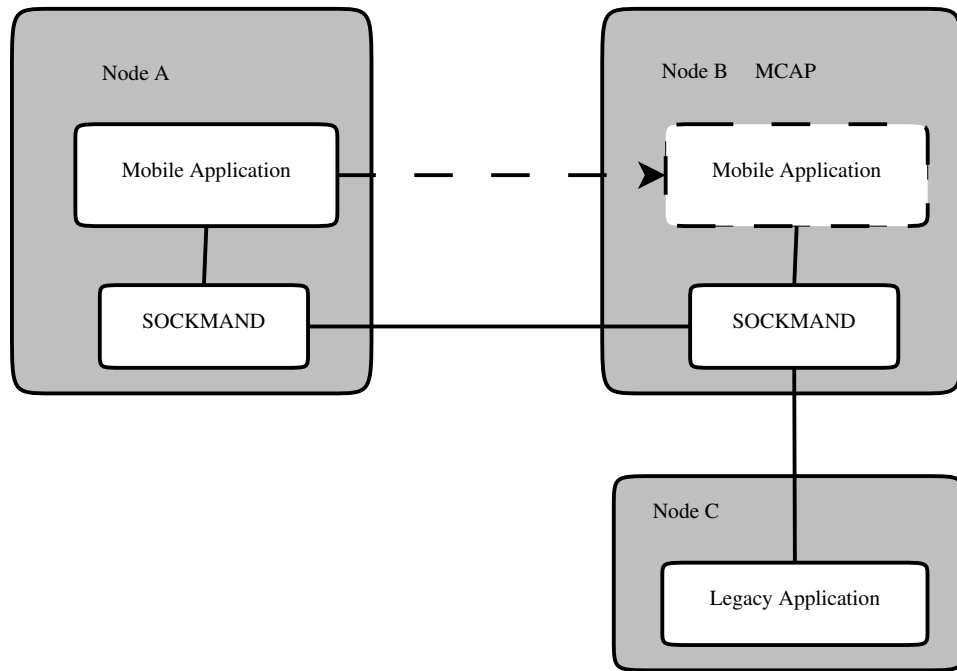 Node A
Node B MCAP
Mobile Application
Mobile Application
SOCKMAND
SOCKMAND
Node C
Legacy Application